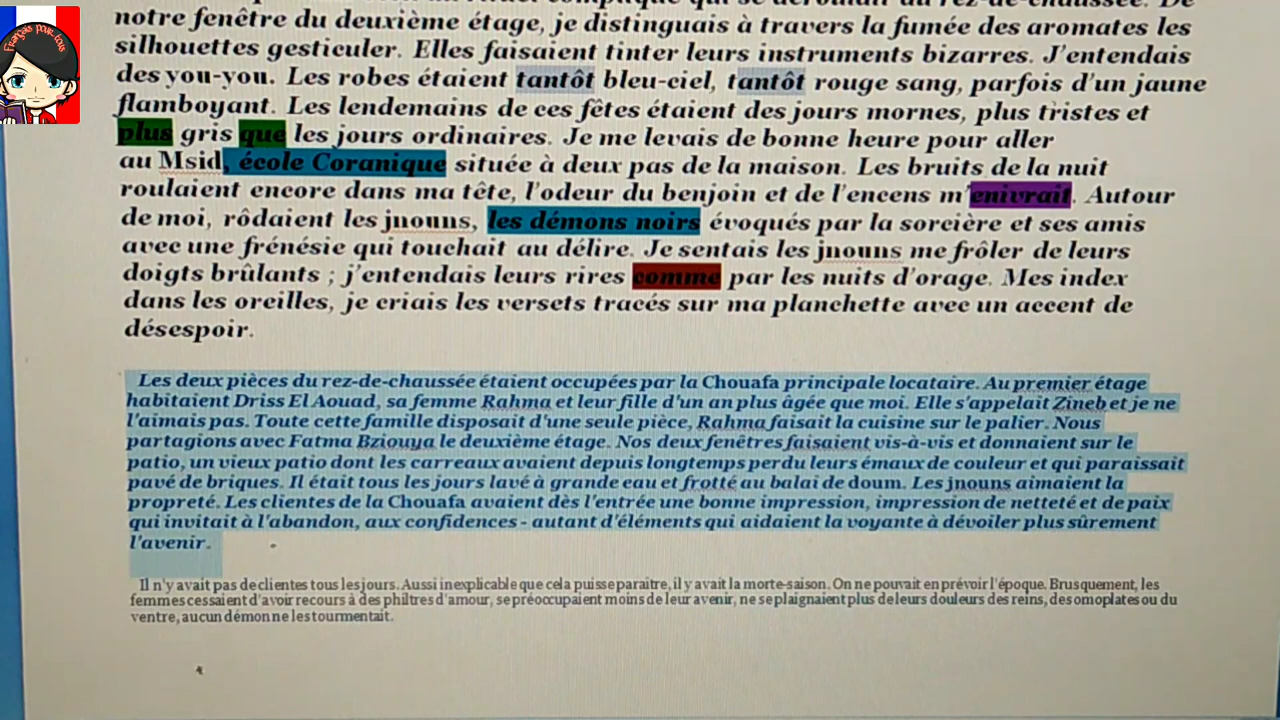 Français pour tous
notre fenêtre du deuxième étage, je distinguais à travers la fumée des aromates les
silhouettes gesticuler. Elles faisaient tinter leurs instruments bizarres. J'entendais
des you-you. Les robes étaient tantôt bleu-ciel, tantôt rouge sang, parfois d'un jaune
flamboyant. Les lendemains de ces fêtes étaient des jours mornes, plus tristes et
plus gris que les jours ordinaires. Je me levais de bonne heure pour aller
au Msid, école Coranique située à deux pas de la maison. Les bruits de la nuit
roulaient encore dans ma tête, l'odeur du benjoin et de l'encens m'enivrait. Autour
de moi, rôdaient les jnouns, les démons noirs évoqués par la sorcière et ses amis
avec une frénésie qui touchait au délire. Je sentais les jnouns me frôler de leurs
doigts brûlants ; j'entendais leurs rires comme par les nuits d'orage. Mes index
dans les oreilles, je criais les versets tracés sur ma planchette avec un accent de
désespoir.
Les deux pièces du rez-de-chaussée étaient occupées par la Chouafa principale locataire. Au premier étage
habitaient Driss El Aouad, sa femme Rahma et leur fille d'un an plus âgée que moi. Elle s'appelait Zineb et je ne
l'aimais pas. Toute cette famille disposait d'une seule pièce, Rahma faisait la cuisine sur le palier. Nous
partagions avec Fatma Bziouya le deuxième étage. Nos deux fenêtres faisaient vis-à-vis et donnaient sur le
patio, un vieux patio dont les carreaux avaient depuis longtemps perdu leurs émaux de couleur et qui paraissait
pavé de briques. Il était tous les jours lavé à grande eau et frotté au balai de doum. Les jnouns aimaient la
propreté. Les clientes de la Chouafa avaient dès l'entrée une bonne impression, impression de netteté et de paix
qui invitait à l'abandon, aux confidences - autant d'éléments qui aidaient la voyante à dévoiler plus sûrement
l'avenir.
Il n'y avait pas de clientes tous les jours. Aussi inexplicable que cela puisse paraitre, il y avait la morte-saison. On ne pouvait en prévoir l'époque. Brusquement, les
femmes cessaient d'avoir recours à des philtres d'amour, se préoccupaient moins de leur avenir, ne se plaignaient plus de leurs douleurs des reins, des omoplates ou du
ventre, aucun démon ne les tourmentait.